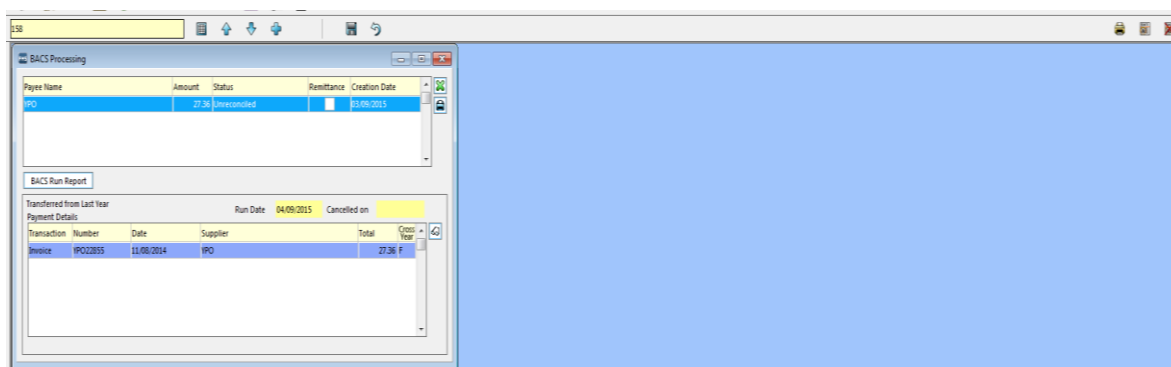 158
BACS Processing
Payee Name Amount Status Remittance Creation Date
YPO 27.36 Unreconciled 03/09/2015
BACS Run Report
Transferred from Last Year
Run Date 04/09/2015 Cancelled on
Payment Details
Transaction Number Date Supplier Total Cross Year
Invoice YPO22855 11/08/2014 YPO 27.36 F